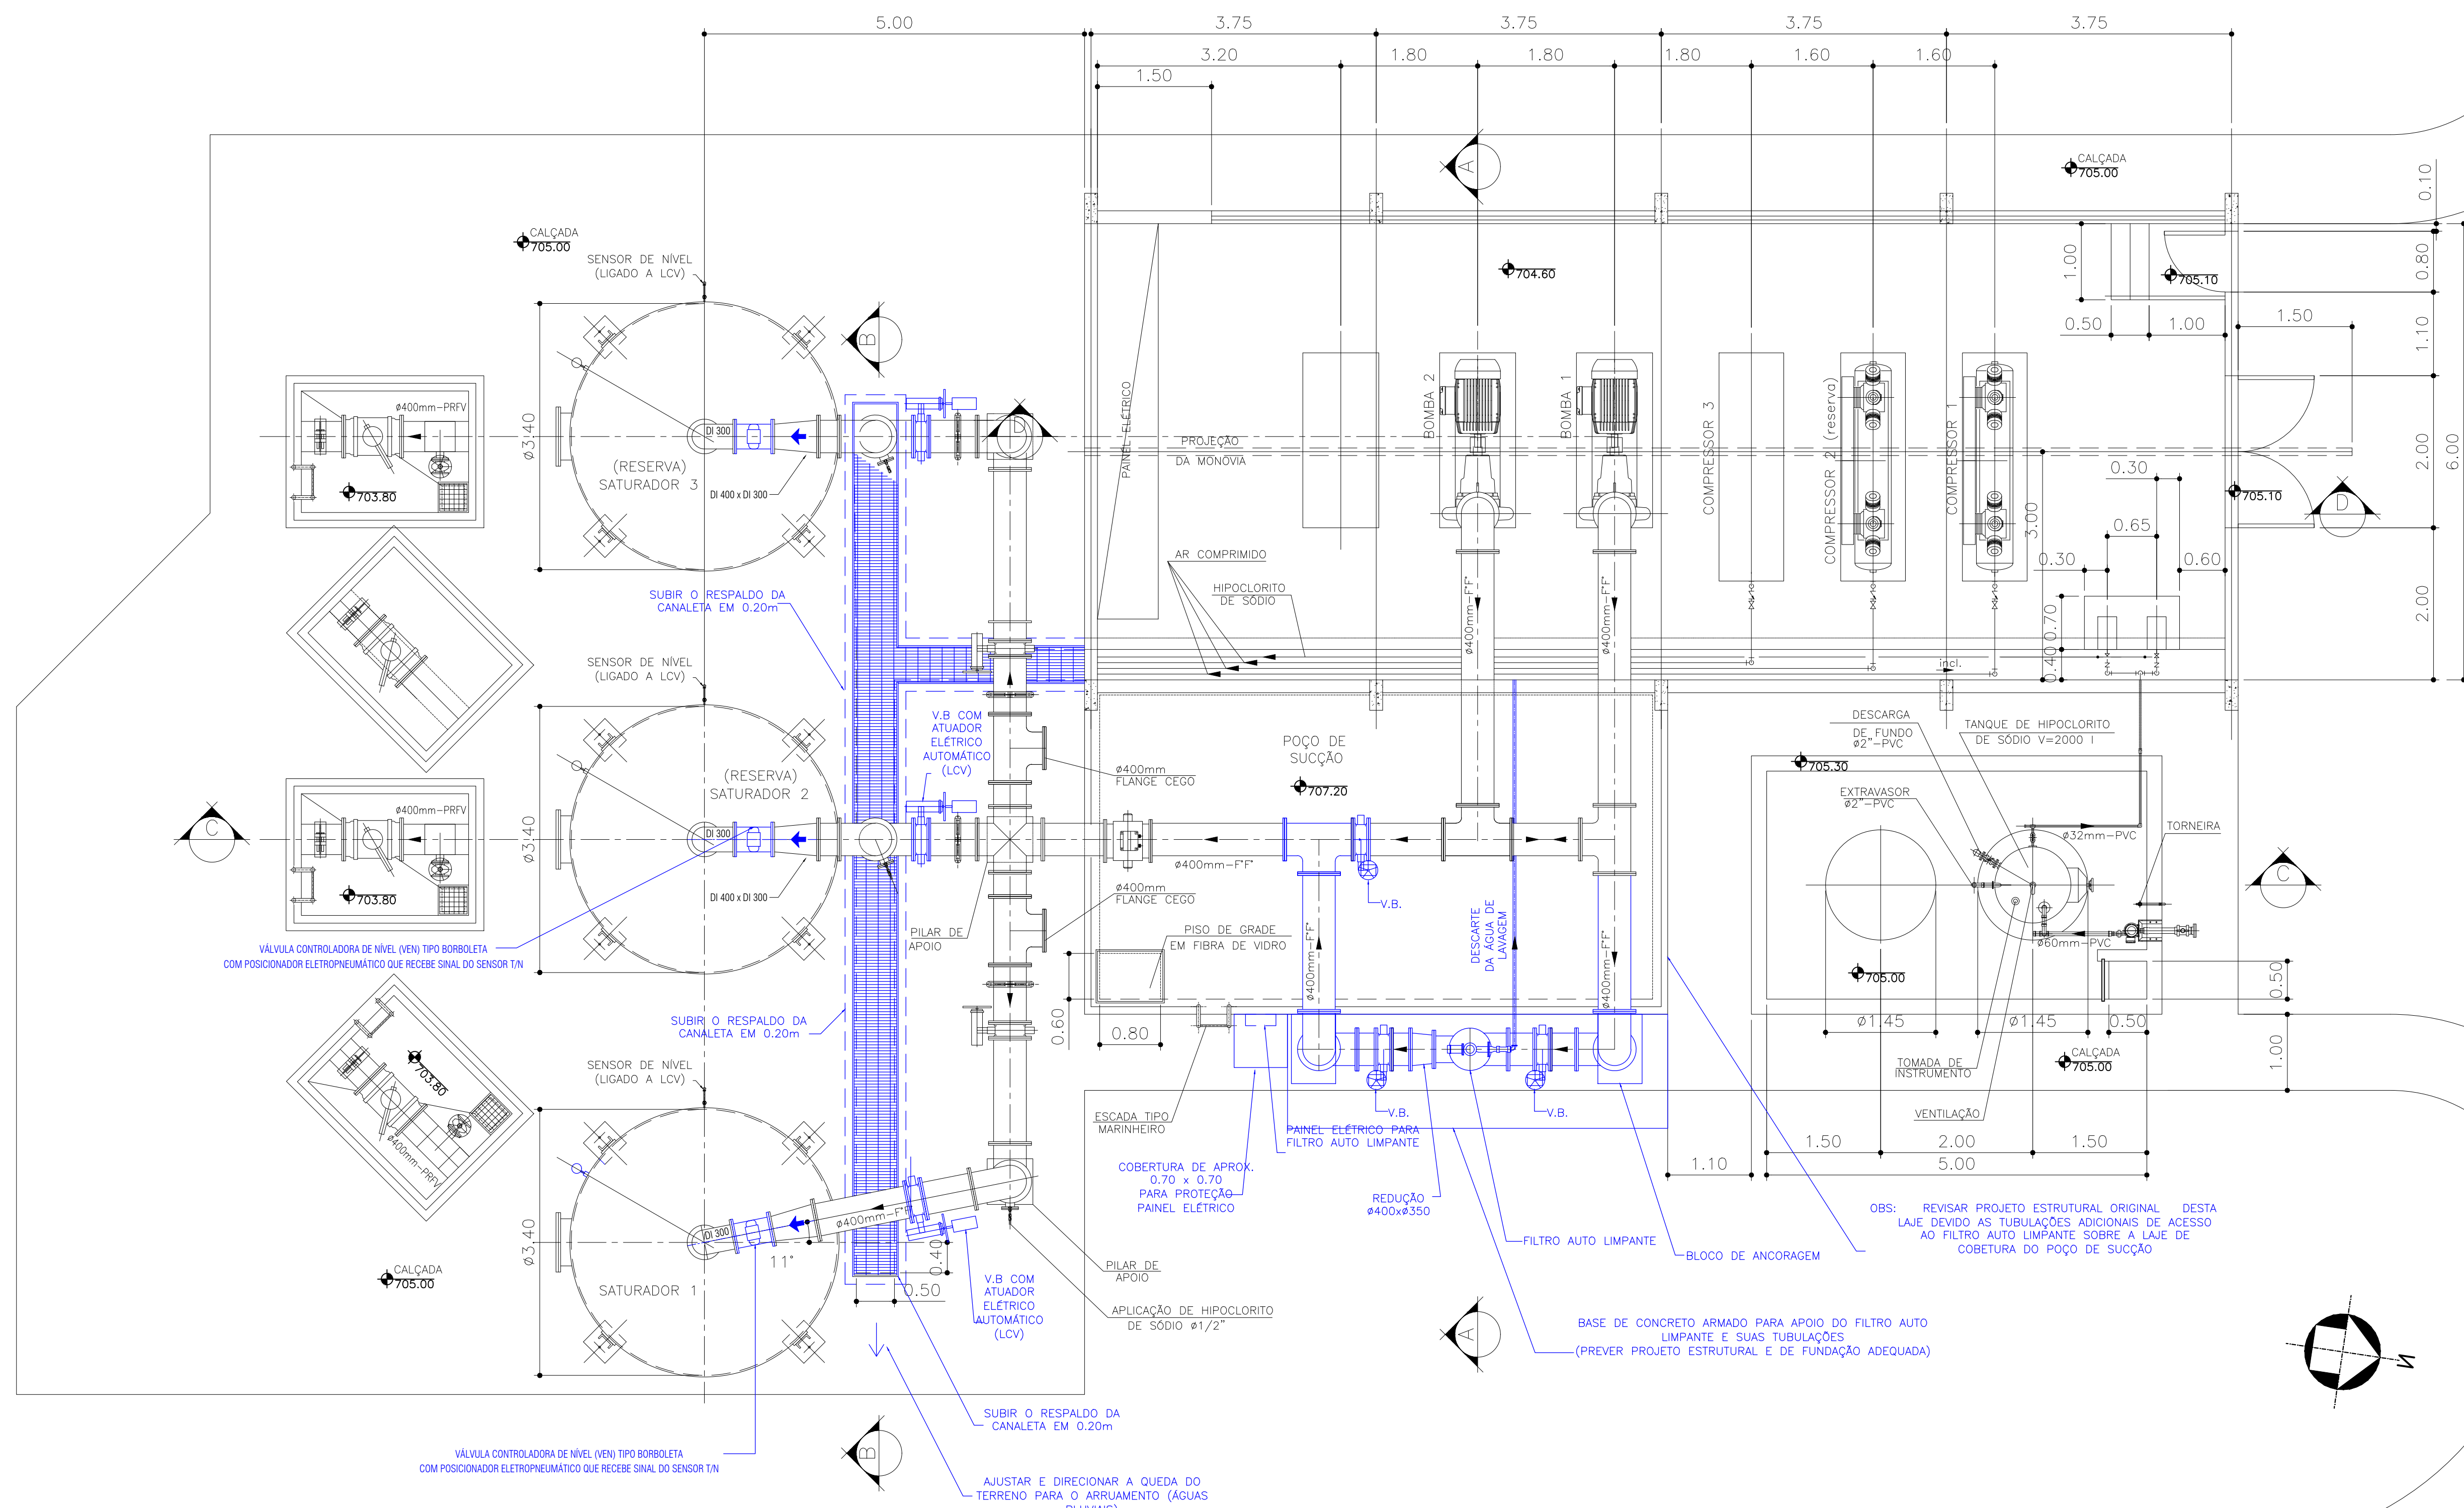 5.00
3.75
3.75
3.75
3.75
3.20
1.80
1.80
1.80
1.60
1.60
1.50
A
CALÇADA
705.00
0.10
CALÇADA
705.00
SENSOR DE NÍVEL
(LIGADO A LCV)
704.60
1.00
705.10
0.80
0.50
1.00
1.50
1.10
B
ø400mm-PRFV
703.80
ø3.40
DI 300
(RESERVA)
SATURADOR 3
DI 400 x DI 300
D
PAINEL ELÉTRICO
PROJEÇÃO
DA MONOVIA
BOMBA 2
BOMBA 1
COMPRESSOR 3
COMPRESSOR 2 (reserva)
COMPRESSOR 1
3.00
0.30
0.65
0.30
0.60
705.10
D
2.00
6.00
2.00
AR COMPRIMIDO
HIPOCLORITO
DE SÓDIO
ø400mm-F°F°
ø400mm-F°F°
0.70
0.40
incl.
SUBIR O RESPALDO DA
CANALETA EM 0.20m
SENSOR DE NÍVEL
(LIGADO A LCV)
V.B COM
ATUADOR
ELÉTRICO
AUTOMÁTICO
(LCV)
ø400mm
FLANGE CEGO
POÇO DE
SUCÇÃO
707.20
DESCARGA
DE FUNDO
ø2"-PVC
TANQUE DE HIPOCLORITO
DE SÓDIO V=2000 l
705.30
EXTRAVASOR
ø2"-PVC
ø32mm-PVC
TORNEIRA
C
ø400mm-PRFV
703.80
ø3.40
DI 300
(RESERVA)
SATURADOR 2
DI 400 x DI 300
ø400mm-F°F°
ø400mm
FLANGE CEGO
V.B.
C
PILAR DE
APOIO
PISO DE GRADE
EM FIBRA DE VIDRO
DESCARTE
DA ÁGUA DE
LAVAGEM
ø400mm-F°F°
ø400mm-F°F°
ø60mm-PVC
705.00
0.50
VÁLVULA CONTROLADORA DE NÍVEL (VEN) TIPO BORBOLETA
COM POSICIONADOR ELETROPNEUMÁTICO QUE RECEBE SINAL DO SENSOR T/N
SUBIR O RESPALDO DA
CANALETA EM 0.20m
0.60
0.80
ø1.45
ø1.45
0.50
703.80
ø400mm-PRFV
SENSOR DE NÍVEL
(LIGADO A LCV)
TOMADA DE
INSTRUMENTO
CALÇADA
705.00
1.00
ESCADA TIPO
MARINHEIRO
V.B.
V.B.
VENTILAÇÃO
PAINEL ELÉTRICO PARA
FILTRO AUTO LIMPANTE
1.50
2.00
1.50
COBERTURA DE APROX.
0.70 x 0.70
PARA PROTEÇÃO
PAINEL ELÉTRICO
1.10
5.00
REDUÇÃO
ø400xø350
OBS: REVISAR PROJETO ESTRUTURAL ORIGINAL DESTA
LAJE DEVIDO AS TUBULAÇÕES ADICIONAIS DE ACESSO
AO FILTRO AUTO LIMPANTE SOBRE A LAJE DE
COBETURA DO POÇO DE SUCÇÃO
ø3.40
DI 300
ø400mm-F°F°
11°
0.40
FILTRO AUTO LIMPANTE
BLOCO DE ANCORAGEM
CALÇADA
705.00
SATURADOR 1
0.50
V.B COM
ATUADOR
ELÉTRICO
AUTOMÁTICO
(LCV)
PILAR DE
APOIO
APLICAÇÃO DE HIPOCLORITO
DE SÓDIO ø1/2"
A
BASE DE CONCRETO ARMADO PARA APOIO DO FILTRO AUTO
LIMPANTE E SUAS TUBULAÇÕES
(PREVER PROJETO ESTRUTURAL E DE FUNDAÇÃO ADEQUADA)
N
SUBIR O RESPALDO DA
CANALETA EM 0.20m
B
VÁLVULA CONTROLADORA DE NÍVEL (VEN) TIPO BORBOLETA
COM POSICIONADOR ELETROPNEUMÁTICO QUE RECEBE SINAL DO SENSOR T/N
AJUSTAR E DIRECIONAR A QUEDA DO
TERRENO PARA O ARRUAMENTO (ÁGUAS